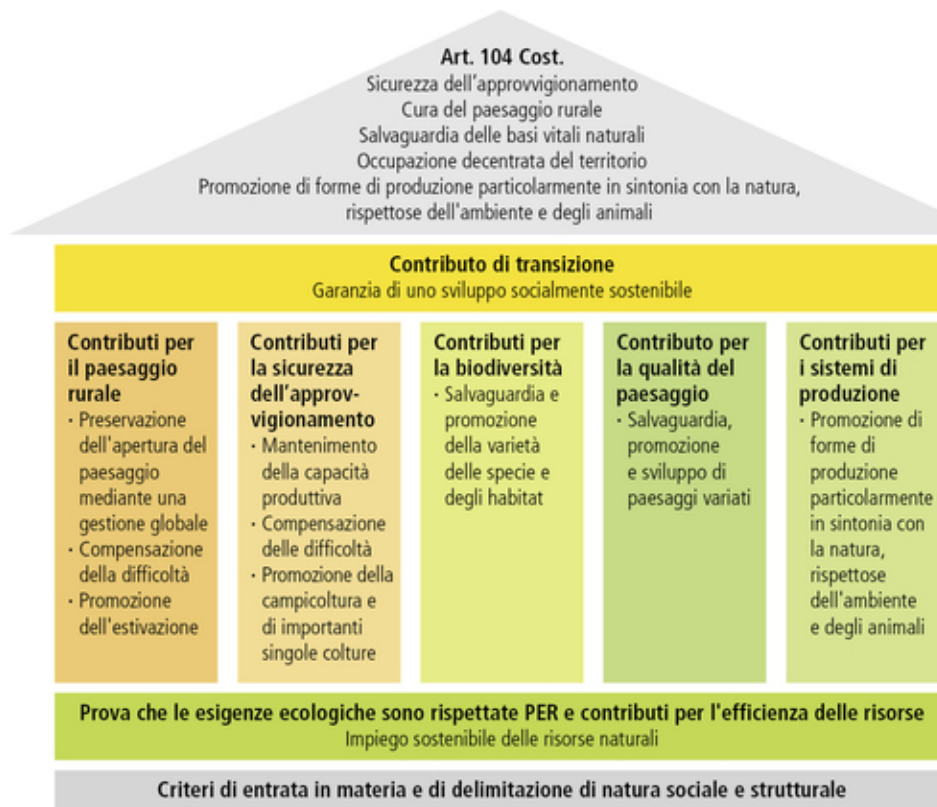 Art. 104 Cost.
Sicurezza dell'approvvigionamento
Cura del paesaggio rurale
Salvaguardia delle basi vitali naturali
Occupazione decentrata del territorio
Promozione di forme di produzione particolarmente in sintonia con la natura,
rispettose dell'ambiente e degli animali
Contributo di transizione
Garanzia di uno sviluppo socialmente sostenibile
Contributi per
il paesaggio
rurale
· Preservazione
dell'apertura del
paesaggio
mediante una
gestione globale
· Compensazione
della difficoltà
· Promozione
dell'estivazione
Contributi per
la sicurezza
dell'approv-
vigionamento
· Mantenimento
della capacità
produttiva
· Compensazione
delle difficoltà
· Promozione della
campicoltura e
di importanti
singole colture
Contributi per
la biodiversità
· Salvaguardia e
promozione
della varietà
delle specie e
degli habitat
Contributo per
la qualità del
paesaggio
· Salvaguardia,
promozione
e sviluppo di
paesaggi variati
Contributi per
i sistemi di
produzione
· Promozione di
forme di
produzione
particolarmente
in sintonia con
la natura,
rispettose
dell'ambiente
e degli animali
Prova che le esigenze ecologiche sono rispettate PER e contributi per l'efficienza delle risorse
Impiego sostenibile delle risorse naturali
Criteri di entrata in materia e di delimitazione di natura sociale e strutturale